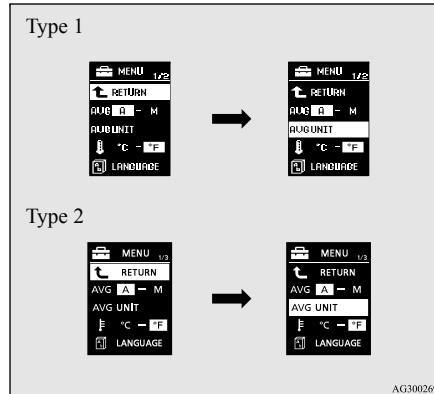 Type 1
MENU 1/2
RETURN
AVG A - M
AVG UNIT
°C - °F
LANGUAGE
MENU 1/2
RETURN
AVG A - M
AVG UNIT
°C - °F
LANGUAGE
Type 2
MENU 1/3
RETURN
AVG A - M
AVG UNIT
°C - °F
LANGUAGE
MENU 1/3
RETURN
AVG A - M
AVG UNIT
°C - °F
LANGUAGE